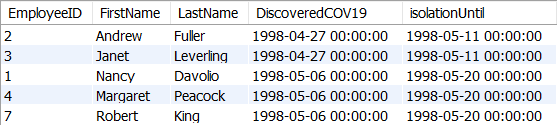 EmployeeID FirstName LastName DiscoveredCOV19 isolationUntil
2 Andrew Fuller 1998-04-27 00:00:00 1998-05-11 00:00:00
3 Janet Leverling 1998-04-27 00:00:00 1998-05-11 00:00:00
1 Nancy Davolio 1998-05-06 00:00:00 1998-05-20 00:00:00
4 Margaret Peacock 1998-05-06 00:00:00 1998-05-20 00:00:00
7 Robert King 1998-05-06 00:00:00 1998-05-20 00:00:00